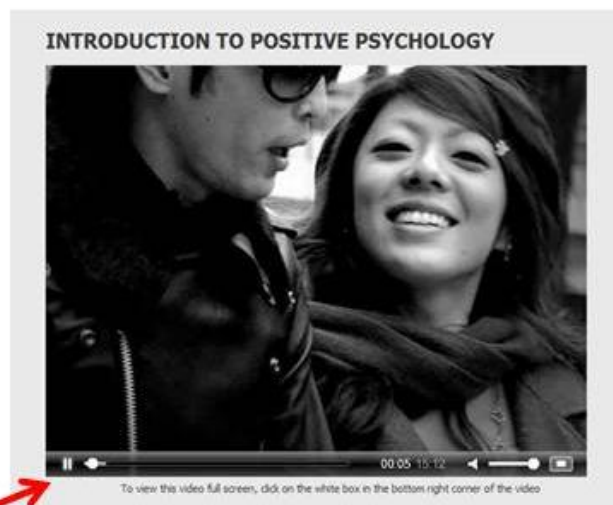 INTRODUCTION TO POSITIVE PSYCHOLOGY
00:05 15:12
To view this video full screen, click on the white box in the bottom right corner of the video